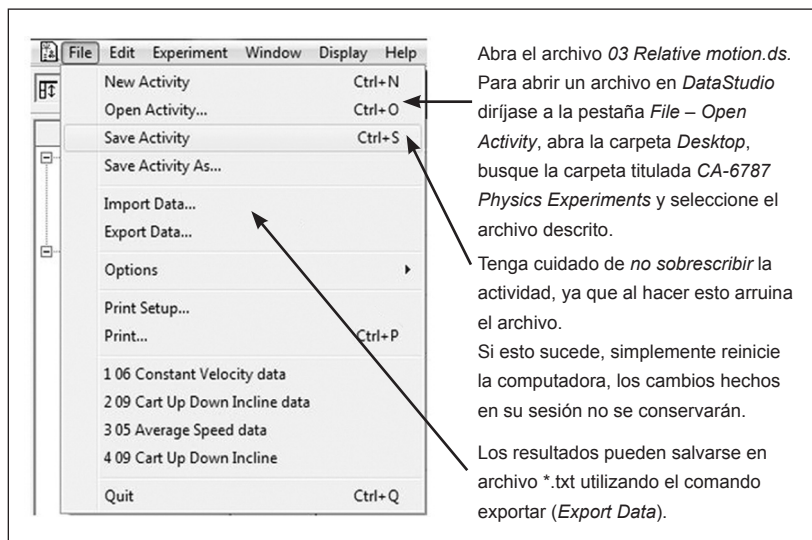 File Edit Experiment Window Display Help
New Activity Ctrl+N
Open Activity... Ctrl+O
Save Activity Ctrl+S
Save Activity As...
Import Data...
Export Data...
Options
Print Setup...
Print... Ctrl+P
1 06 Constant Velocity data
2 09 Cart Up Down Incline data
3 05 Average Speed data
4 09 Cart Up Down Incline
Quit Ctrl+Q
Abra el archivo 03 Relative motion.ds.
Para abrir un archivo en DataStudio
diríjase a la pestaña File – Open
Activity, abra la carpeta Desktop,
busque la carpeta titulada CA-6787
Physics Experiments y seleccione el
archivo descrito.
Tenga cuidado de no sobrescribir la
actividad, ya que al hacer esto arruina
el archivo.
Si esto sucede, simplemente reinicie
la computadora, los cambios hechos
en su sesión no se conservarán.
Los resultados pueden salvarse en
archivo *.txt utilizando el comando
exportar (Export Data).